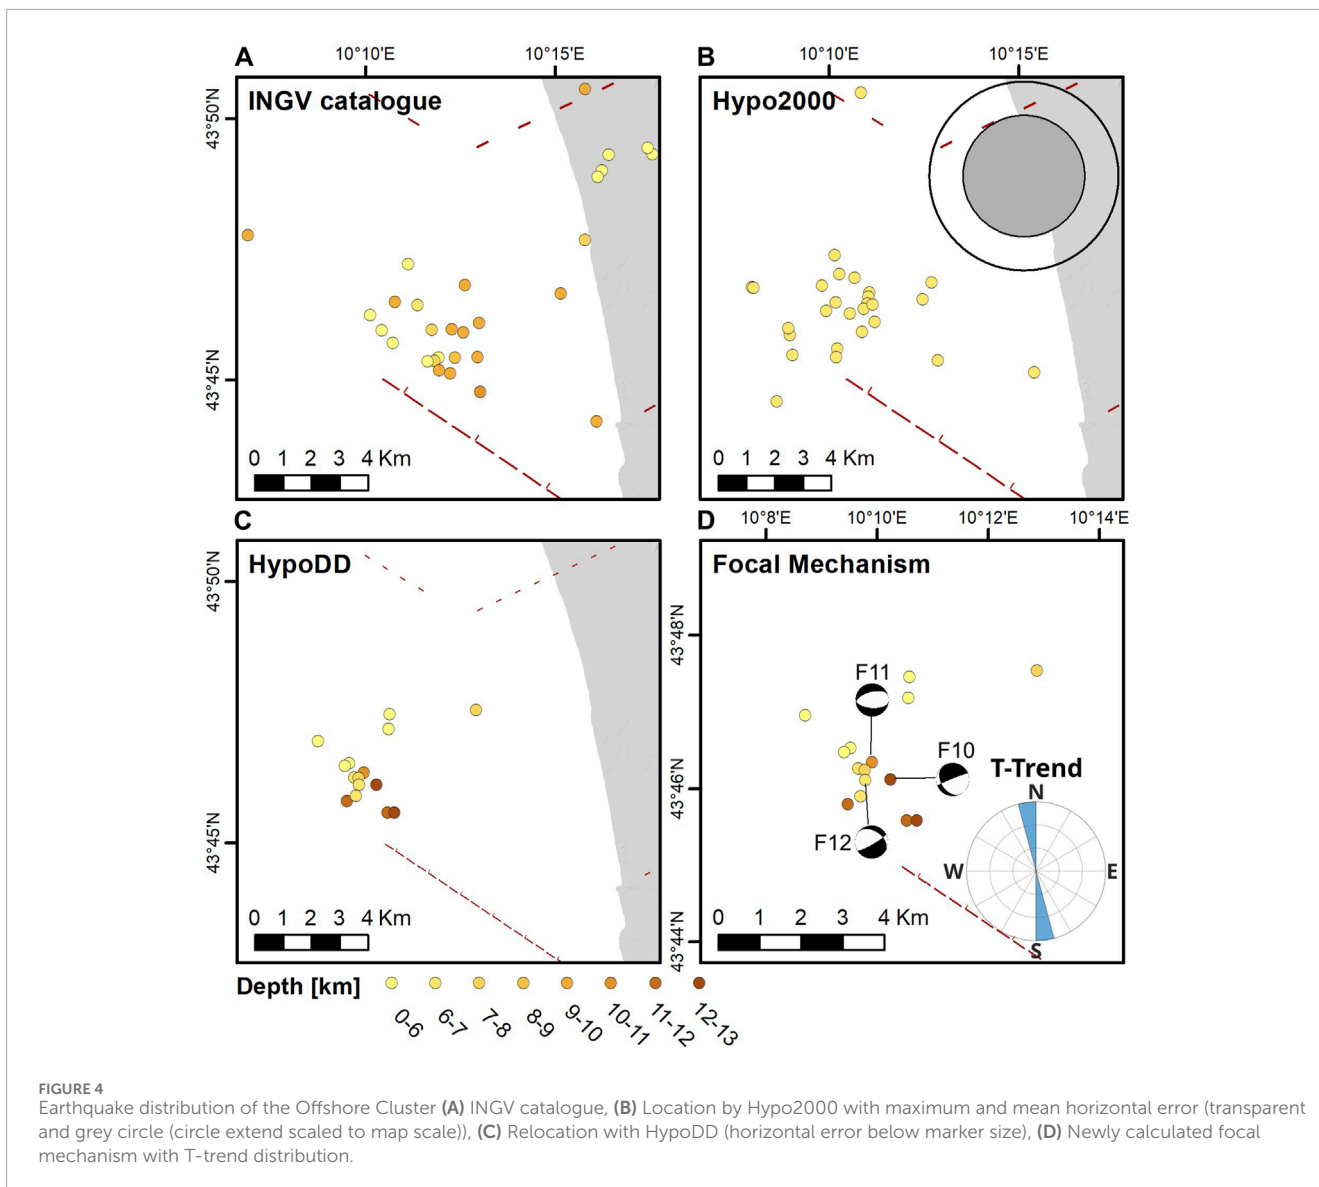 A
10°10'E
10°15'E
B
10°10'E
10°15'E
INGV catalogue
Hypo2000
43°50'N
43°45'N
0 1 2 3 4 Km
0 1 2 3 4 Km
C
D
10°8'E
10°10'E
10°12'E
10°14'E
HypoDD
Focal Mechanism
43°50'N
43°45'N
43°48'N
43°46'N
43°44'N
F11
F10
F12
T-Trend
N
W
E
S
0 1 2 3 4 Km
0 1 2 3 4 Km
Depth [km]
0-6
6-7
7-8
8-9
9-10
10-11
11-12
12-13
FIGURE 4
Earthquake distribution of the Offshore Cluster (A) INGV catalogue, (B) Location by Hypo2000 with maximum and mean horizontal error (transparent
and grey circle (circle extend scaled to map scale)), (C) Relocation with HypoDD (horizontal error below marker size), (D) Newly calculated focal
mechanism with T-trend distribution.